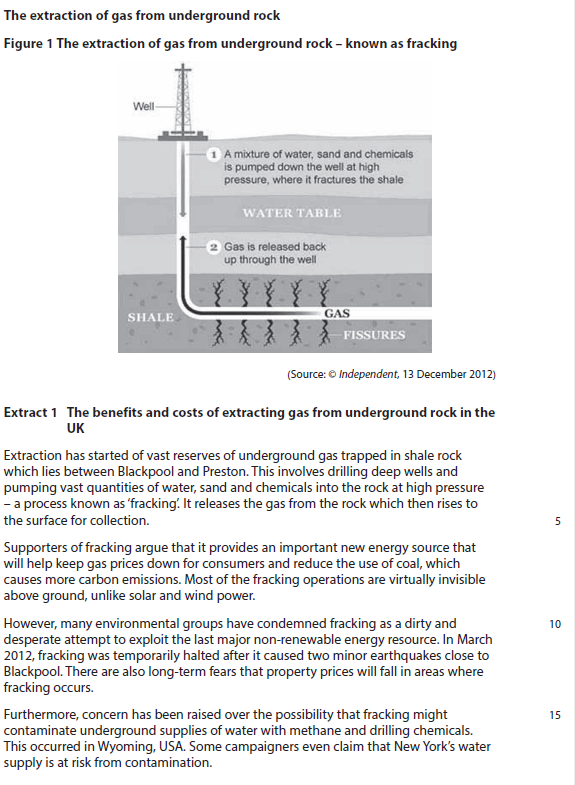 The extraction of gas from underground rock
Figure 1 The extraction of gas from underground rock – known as fracking
Well
1 A mixture of water, sand and chemicals
is pumped down the well at high
pressure, where it fractures the shale
WATER TABLE
2 Gas is released back
up through the well
SHALE
GAS
FISSURES
(Source: © Independent, 13 December 2012)
Extract 1 The benefits and costs of extracting gas from underground rock in the
UK
Extraction has started of vast reserves of underground gas trapped in shale rock
which lies between Blackpool and Preston. This involves drilling deep wells and
pumping vast quantities of water, sand and chemicals into the rock at high pressure
– a process known as ‘fracking’. It releases the gas from the rock which then rises to
the surface for collection. 5
Supporters of fracking argue that it provides an important new energy source that
will help keep gas prices down for consumers and reduce the use of coal, which
causes more carbon emissions. Most of the fracking operations are virtually invisible
above ground, unlike solar and wind power.
However, many environmental groups have condemned fracking as a dirty and 10
desperate attempt to exploit the last major non-renewable energy resource. In March
2012, fracking was temporarily halted after it caused two minor earthquakes close to
Blackpool. There are also long-term fears that property prices will fall in areas where
fracking occurs.
Furthermore, concern has been raised over the possibility that fracking might 15
contaminate underground supplies of water with methane and drilling chemicals.
This occurred in Wyoming, USA. Some campaigners even claim that New York’s water
supply is at risk from contamination.